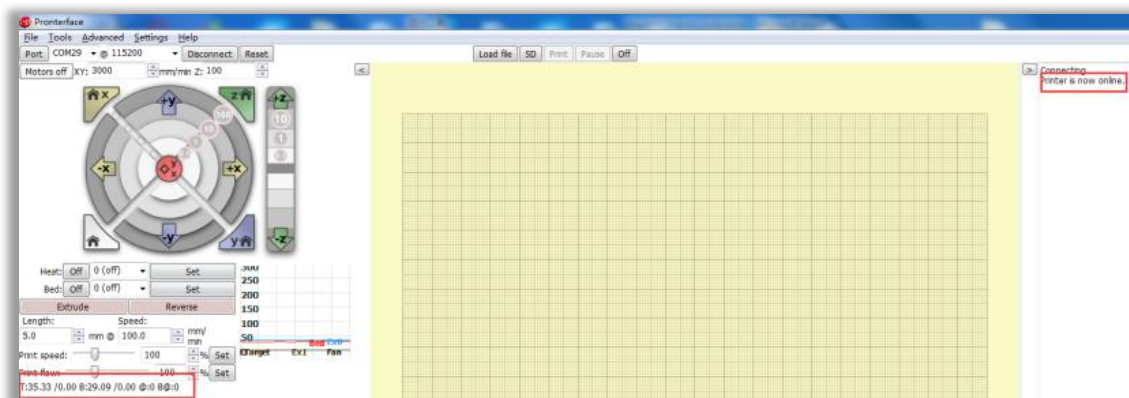 Pronterface
File Tools Advanced Settings Help
Port COM29 @ 115200 Disconnect Reset Load file SD Print Pause Off
Motors off XY: 3000 mm/min Z: 100 < >
Connecting...
Printer is now online.
x +y z +z
100
10 10
1 1
-x y x +x
-y y -z
Heat: Off 0 (off) Set
Bed: Off 0 (off) Set
Extrude Reverse
Length: Speed:
5.0 mm @ 100.0 mm/
min
Print speed: 100 % Set
Print flow: 100 % Set
T:35.33 /0.00 B:29.09 /0.00 @:0 B@:0
300
250
200
150
100
50
Bed Ex0
Target Ex1 Fan